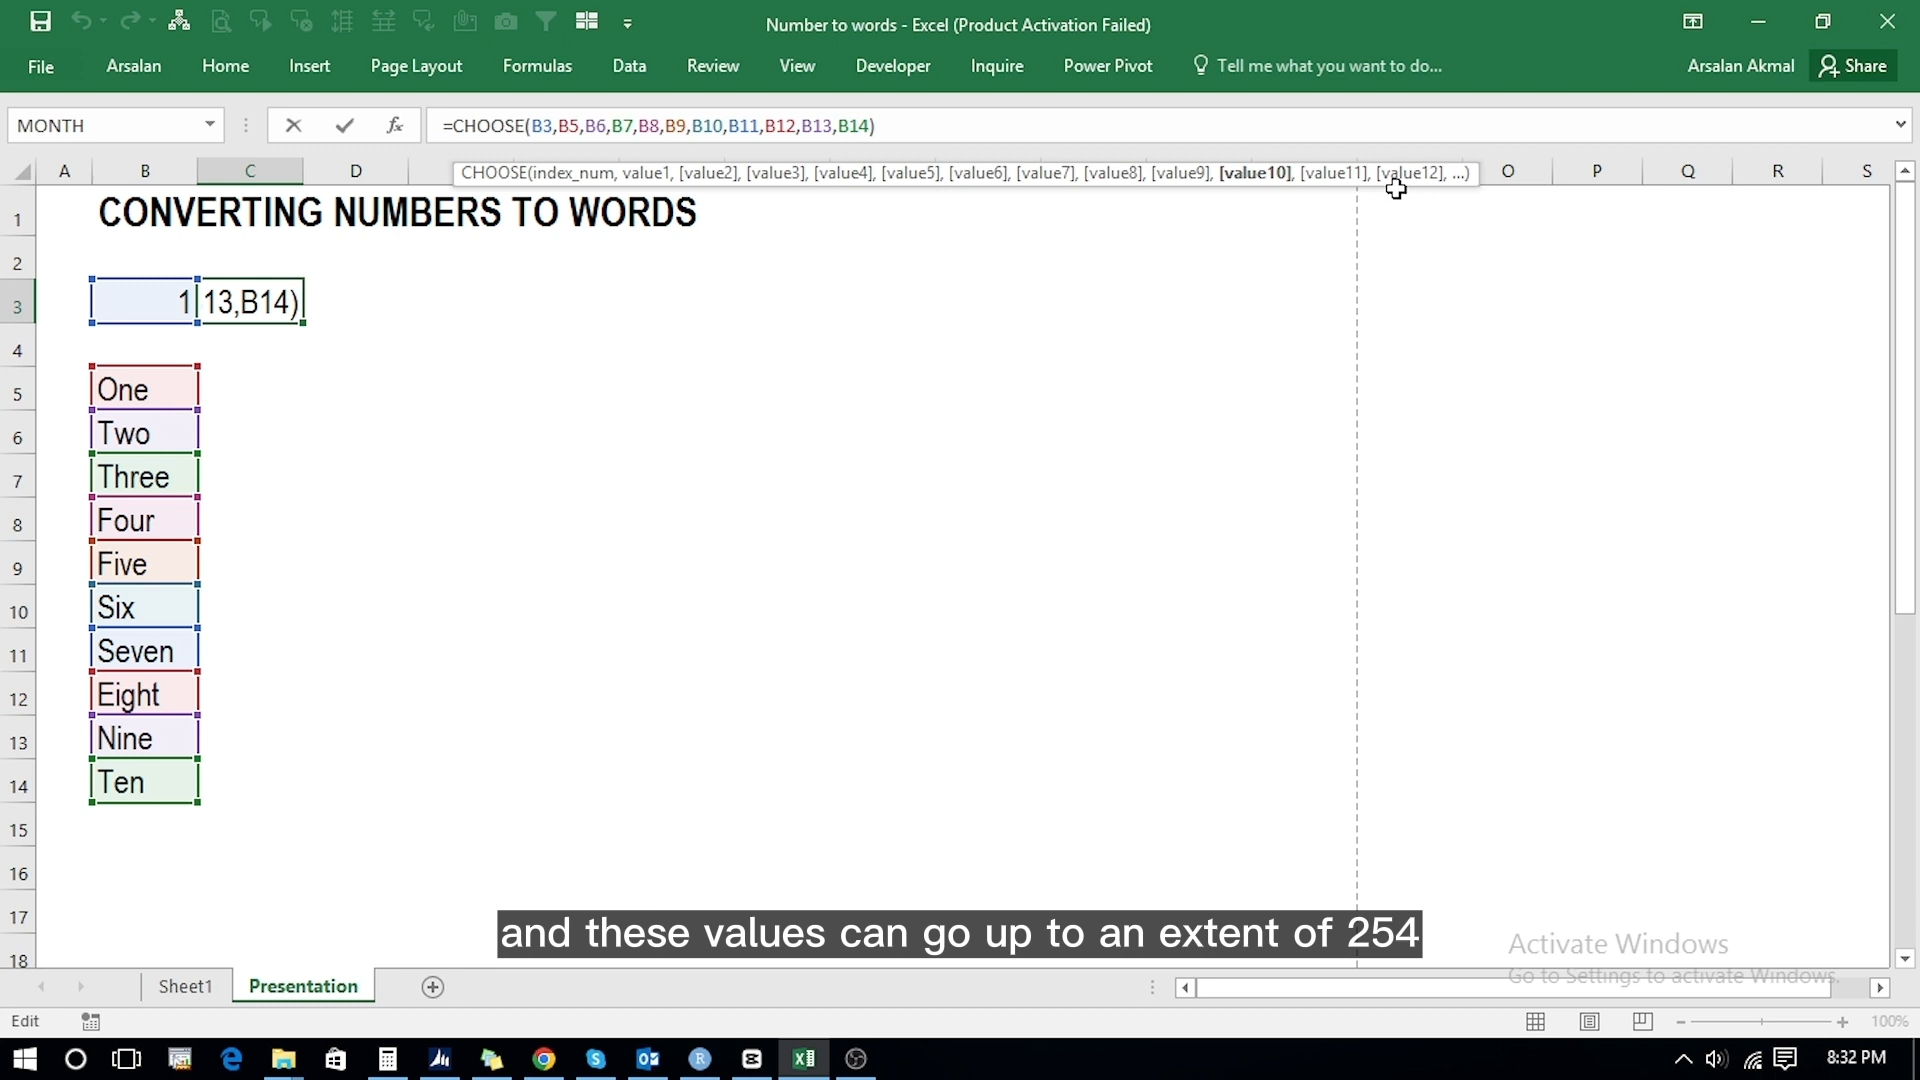 Number to words - Excel (Product Activation Failed)
File Arsalan Home Insert Page Layout Formulas Data Review View Developer Inquire Power Pivot Tell me what you want to do... Arsalan Akmal Share
MONTH fx =CHOOSE(B3,B5,B6,B7,B8,B9,B10,B11,B12,B13,B14)
A B C D O P Q R S
CHOOSE(index_num, value1, [value2], [value3], [value4], [value5], [value6], [value7], [value8], [value9], [value10], [value11], [value12], ...)
1 CONVERTING NUMBERS TO WORDS
2
3 1 13,B14)
4
5 One
6 Two
7 Three
8 Four
9 Five
10 Six
11 Seven
12 Eight
13 Nine
14 Ten
15
16
17
and these values can go up to an extent of 254
18
Activate Windows
Go to Settings to activate Windows.
Sheet1 Presentation
Edit 100%
8:32 PM